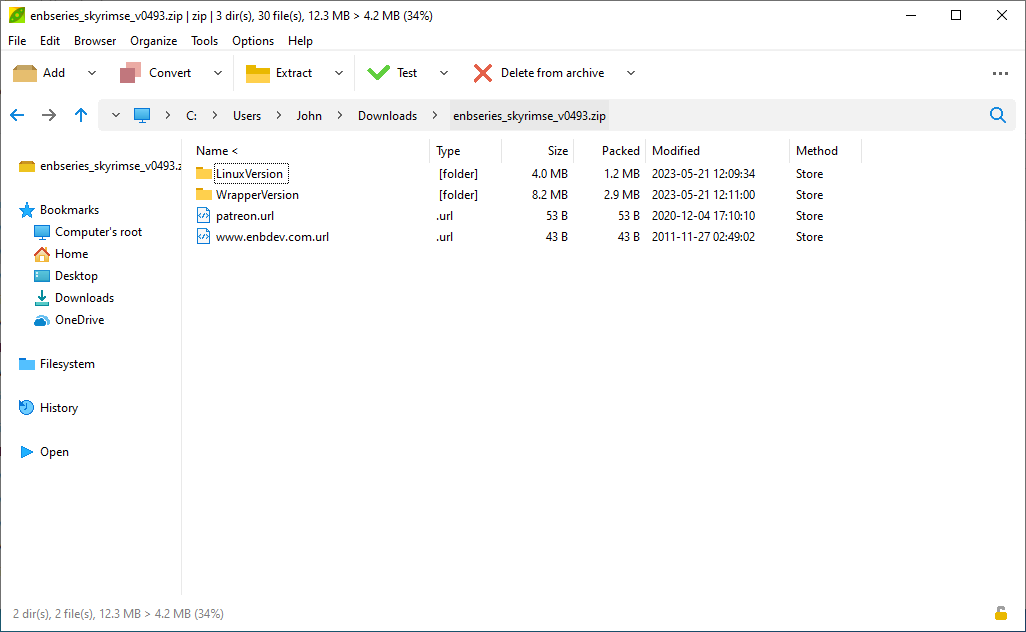 enbseries_skyrimse_v0493.zip | zip | 3 dir(s), 30 file(s), 12.3 MB > 4.2 MB (34%)
File Edit Browser Organize Tools Options Help
Add Convert Extract Test Delete from archive
C: Users John Downloads enbseries_skyrimse_v0493.zip
enbseries_skyrimse_v0493.z
Bookmarks
Computer's root
Home
Desktop
Downloads
OneDrive
Filesystem
History
Open
Name < Type Size Packed Modified Method
LinuxVersion [folder] 4.0 MB 1.2 MB 2023-05-21 12:09:34 Store
WrapperVersion [folder] 8.2 MB 2.9 MB 2023-05-21 12:11:00 Store
patreon.url .url 53 B 53 B 2020-12-04 17:10:10 Store
www.enbdev.com.url .url 43 B 43 B 2011-11-27 02:49:02 Store
2 dir(s), 2 file(s), 12.3 MB > 4.2 MB (34%)